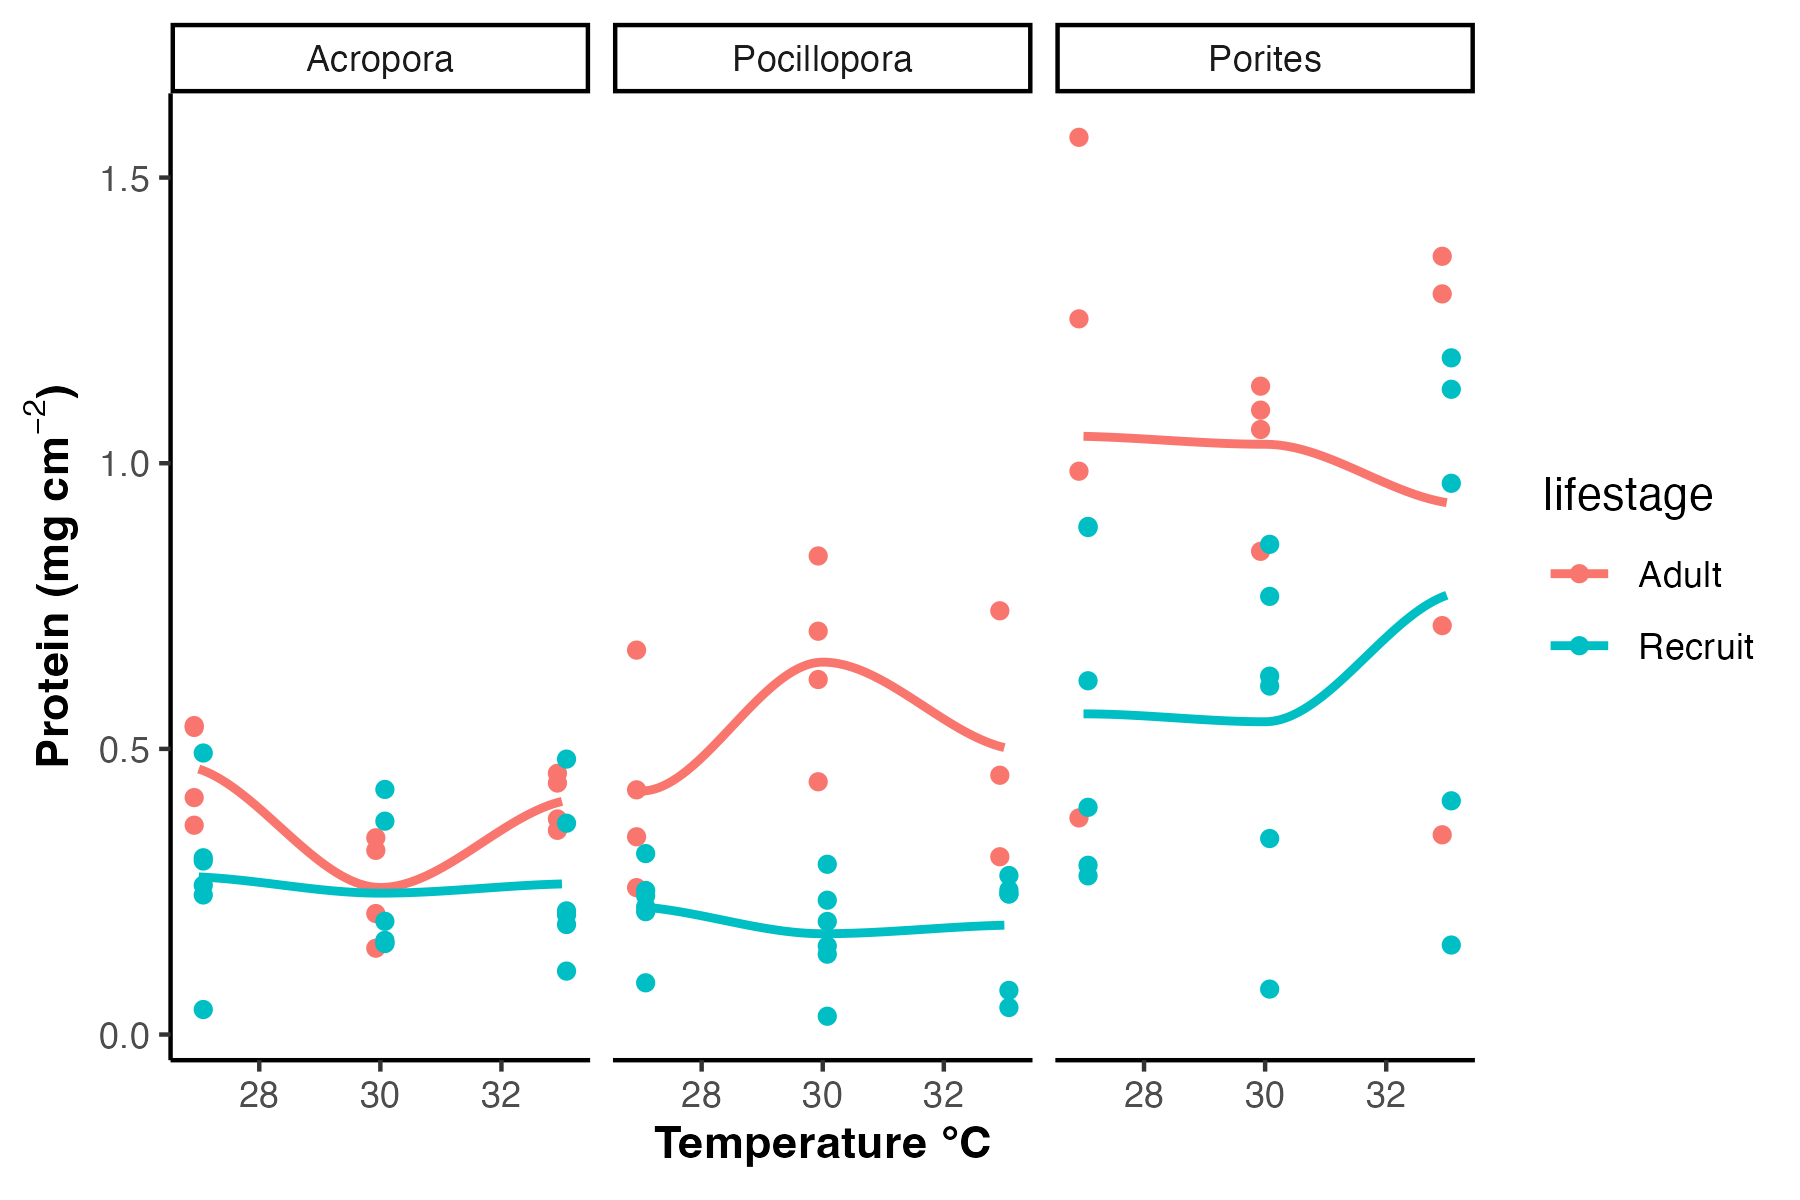 Acropora Pocillopora Porites
1.5
1.0
0.5
0.0
Protein (mg cm⁻²)
28 30 32 28 30 32 28 30 32
Temperature °C
lifestage
Adult
Recruit